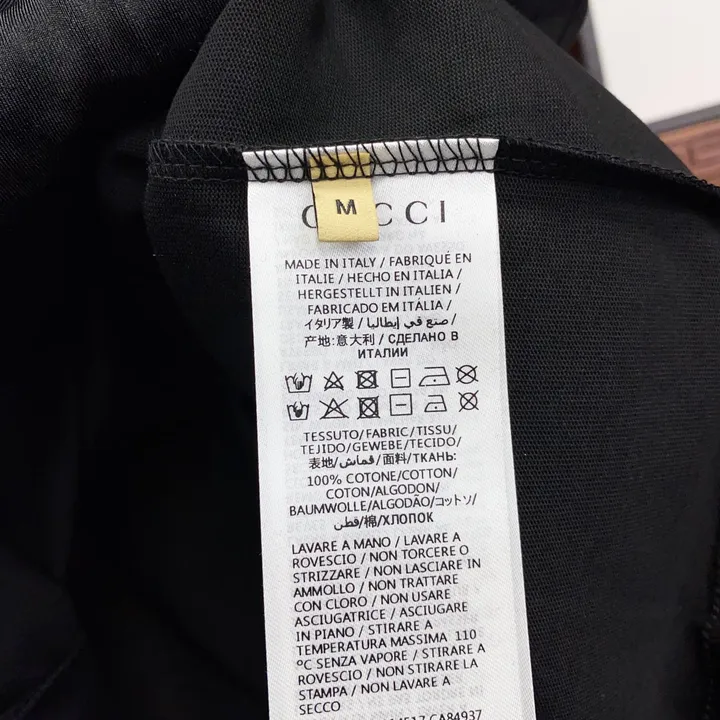 GUCCI
M
MADE IN ITALY / FABRIQUÉ EN
ITALIE / HECHO EN ITALIA /
HERGESTELLT IN ITALIEN /
FABRICADO EM ITÁLIA /
イタリア製 / صنع في إيطاليا /
产地:意大利 / СДЕЛАНО В
ИТАЛИИ
TESSUTO/FABRIC/TISSU/
TEJIDO/GEWEBE/TECIDO/
表地/قماش/面料/ТКАНЬ:
100% COTONE/COTTON/
COTON/ALGODON/
BAUMWOLLE/ALGODÃO/コットン/
قطن/棉/ХЛОПОК
LAVARE A MANO / LAVARE A
ROVESCIO / NON TORCERE O
STRIZZARE / NON LASCIARE IN
AMMOLLO / NON TRATTARE
CON CLORO / NON USARE
ASCIUGATRICE / ASCIUGARE
IN PIANO / STIRARE A
TEMPERATURA MASSIMA 110
ºC SENZA VAPORE / STIRARE A
ROVESCIO / NON STIRARE LA
STAMPA / NON LAVARE A
SECCO
CA84937